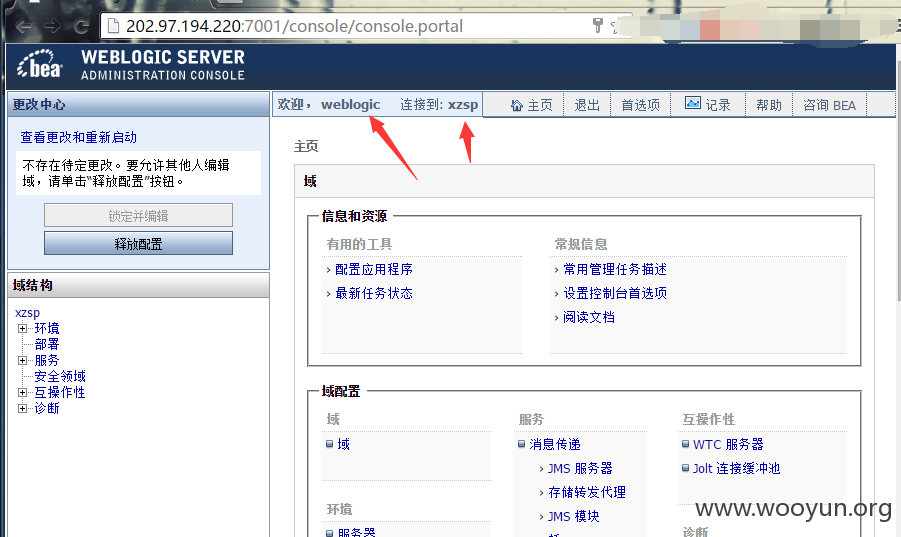 202.97.194.220:7001/console/console.portal
bea
WEBLOGIC SERVER
ADMINISTRATION CONSOLE
更改中心
查看更改和重新启动
不存在待定更改。要允许其他人编辑
域，请单击“释放配置”按钮。
锁定并编辑
释放配置
域结构
xzsp
环境
部署
服务
安全领域
互操作性
诊断
欢迎， weblogic 连接到: xzsp
主页 退出 首选项 记录 帮助 咨询 BEA
主页
域
信息和资源
有用的工具
› 配置应用程序
› 最新任务状态
常规信息
› 常用管理任务描述
› 设置控制台首选项
› 阅读文档
域配置
域
域
环境
服务器
服务
消息传递
› JMS 服务器
› 存储转发代理
› JMS 模块
互操作性
WTC 服务器
Jolt 连接缓冲池
诊断
www.wooyun.org